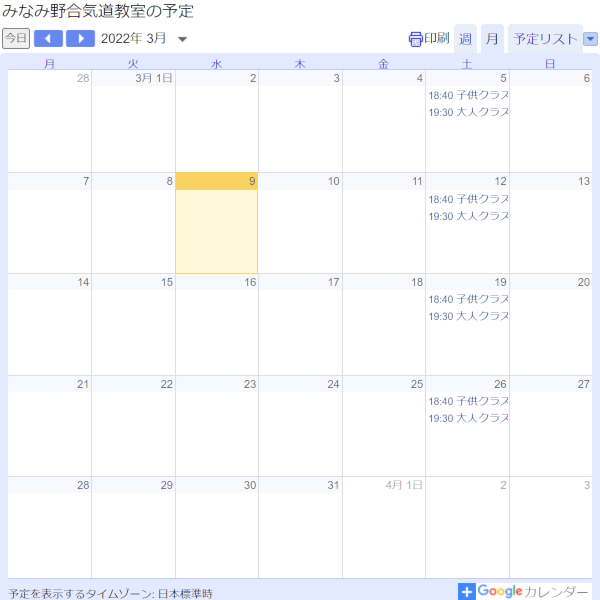 みなみ野合気道教室の予定
今日 2022年 3月 印刷 週 月 予定リスト
月 火 水 木 金 土 日
28 3月 1日 2 3 4 5 6
18:40 子供クラス
19:30 大人クラス
7 8 9 10 11 12 13
18:40 子供クラス
19:30 大人クラス
14 15 16 17 18 19 20
18:40 子供クラス
19:30 大人クラス
21 22 23 24 25 26 27
18:40 子供クラス
19:30 大人クラス
28 29 30 31 4月 1日 2 3
予定を表示するタイムゾーン: 日本標準時 Google カレンダー